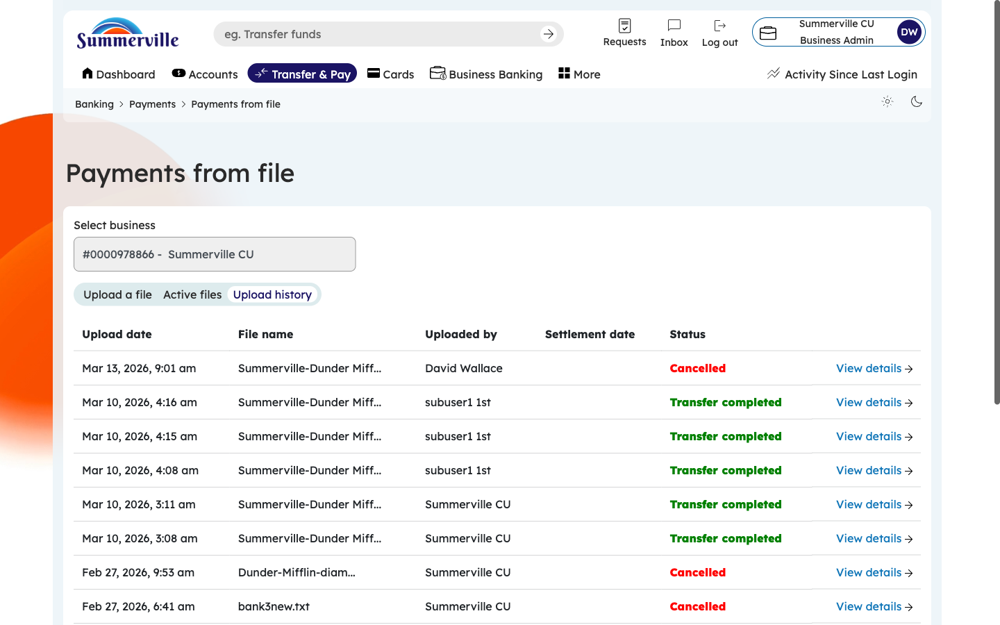 Summerville
eg. Transfer funds
Requests
Inbox
Log out
Summerville CU
Business Admin
DW
Dashboard
Accounts
Transfer & Pay
Cards
Business Banking
More
Activity Since Last Login
Banking > Payments > Payments from file
Payments from file
Select business
#0000978866 - Summerville CU
Upload a file Active files Upload history
Upload date File name Uploaded by Settlement date Status
Mar 13, 2026, 9:01 am Summerville-Dunder Miff... David Wallace Cancelled View details
Mar 10, 2026, 4:16 am Summerville-Dunder Miff... subuser1 1st Transfer completed View details
Mar 10, 2026, 4:15 am Summerville-Dunder Miff... subuser1 1st Transfer completed View details
Mar 10, 2026, 4:08 am Summerville-Dunder Miff... subuser1 1st Transfer completed View details
Mar 10, 2026, 3:11 am Summerville-Dunder Miff... Summerville CU Transfer completed View details
Mar 10, 2026, 3:08 am Summerville-Dunder Miff... Summerville CU Transfer completed View details
Feb 27, 2026, 9:53 am Dunder-Mifflin-diam... Summerville CU Cancelled View details
Feb 27, 2026, 6:41 am bank3new.txt Summerville CU Cancelled View details